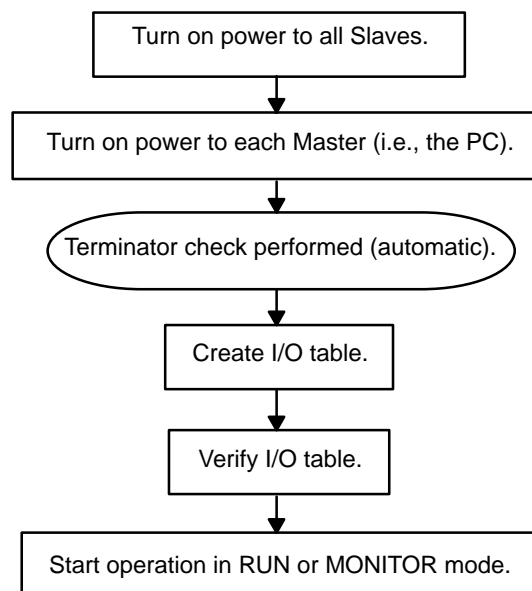 Turn on power to all Slaves.
Turn on power to each Master (i.e., the PC).
Terminator check performed (automatic).
Create I/O table.
Verify I/O table.
Start operation in RUN or MONITOR mode.